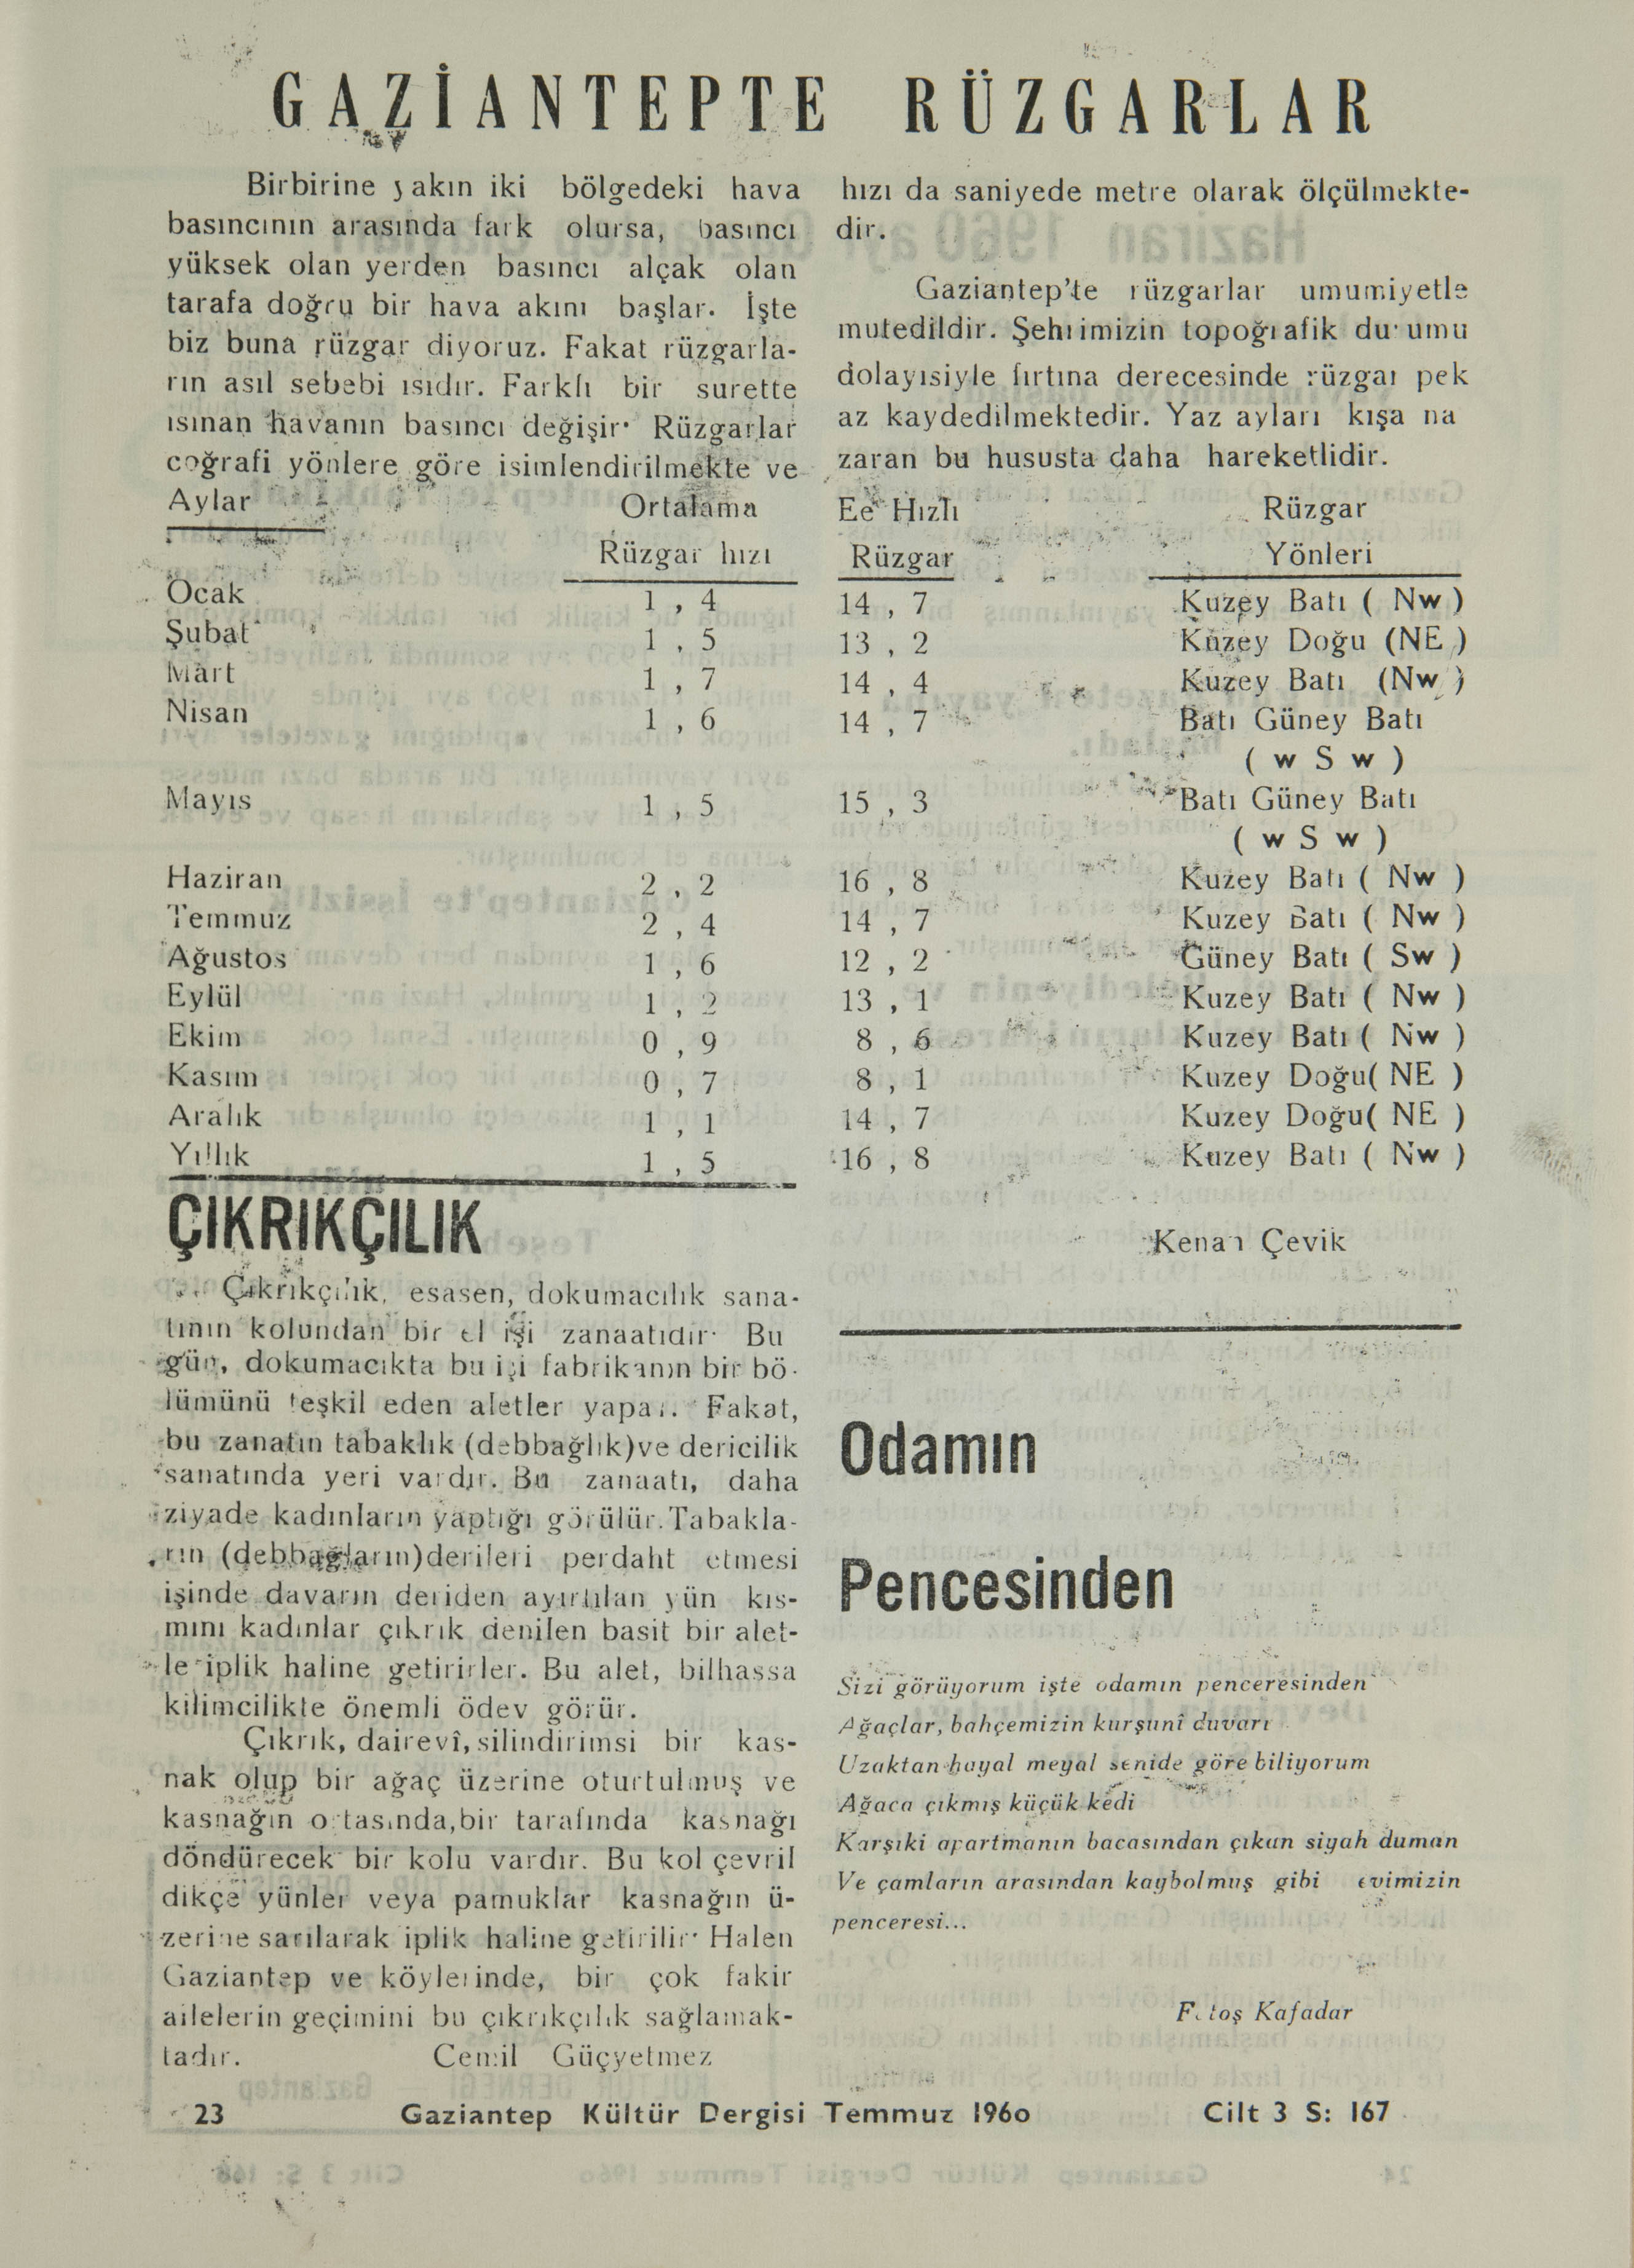 GAZİANTEPTE RÜZGARLAR
Birbirine yakın iki bölgedeki hava
basıncının arasında fark olursa, basıncı
yüksek olan yerden basıncı alçak olan
tarafa doğru bir hava akını başlar. İşte
biz buna rüzgar diyoruz. Fakat rüzgarla-
rın asıl sebebi ısıdır. Farklı bir surette
ısınan havanın basıncı değişir. Rüzgarlar
coğrafi yönlere göre isimlendirilmekte ve
hızı da saniyede metre olarak ölçülmekte-
dir.
Gaziantep'te rüzgarlar umumiyetle
mutedildir. Şehrimizin topoğrafik durumu
dolayısiyle fırtına derecesinde rüzgar pek
az kaydedilmektedir. Yaz ayları kışa na
zaran bu hususta daha hareketlidir.
Aylar Ortalama Ee Hızlı Rüzgar
Rüzgar hızı Rüzgar Yönleri
Ocak 1 , 4 14 , 7 Kuzey Batı ( Nw )
Şubat 1 , 5 13 , 2 Kuzey Doğu (NE )
Mart 1 , 7 14 , 4 Kuzey Batı (Nw )
Nisan 1 , 6 14 , 7 Batı Güney Batı
( w S w )
Mayıs 1 , 5 15 , 3 Batı Güney Batı
( w S w )
Haziran 2 , 2 16 , 8 Kuzey Batı ( Nw )
Temmuz 2 , 4 14 , 7 Kuzey Batı ( Nw )
Ağustos 1 , 6 12 , 2 Güney Batı ( Sw )
Eylül 1 , 2 13 , 1 Kuzey Batı ( Nw )
Ekim 0 , 9 8 , 6 Kuzey Batı ( Nw )
Kasım 0 , 7 8 , 1 Kuzey Doğu( NE )
Aralık 1 , 1 14 , 7 Kuzey Doğu( NE )
Yıllık 1 , 5 16 , 8 Kuzey Batı ( Nw )
Kenan Çevik
ÇIKRIKÇILIK
Çıkrıkçılık, esasen, dokumacılık sana-
tının kolundan bir el işi zanaatıdır. Bu
gün, dokumacıkta bu işi fabrikanın bir bö-
lümünü teşkil eden aletler yapar. Fakat,
bu zanatın tabaklık (debbağlık)ve dericilik
sanatında yeri vardır. Bu zanaatı, daha
ziyade kadınların yaptığı görülür. Tabakla-
rın (debbağların)derileri perdaht etmesi
işinde davarın deriden ayırtılan yün kıs-
mını kadınlar çıkrık denilen basit bir alet-
le iplik haline getirirler. Bu alet, bilhassa
kilimcilikte önemli ödev görür.
Çıkrık, dairevî, silindirimsi bir kas-
nak olup bir ağaç üzerine oturtulmuş ve
kasnağın ortasında,bir tarafında kasnağı
döndürecek bir kolu vardır. Bu kol çevril
dikçe yünler veya pamuklar kasnağın ü-
zerine sarılarak iplik haline getirilir. Halen
Gaziantep ve köylerinde, bir çok fakir
ailelerin geçimini bu çıkrıkçılık sağlamak-
tadır. Cemil Güçyetmez
Odamın
Pencesinden
Sizi görüyorum işte odamın penceresinden
Ağaçlar, bahçemizin kurşunî duvarı
Uzaktan hayal meyal senide göre biliyorum
Ağaca çıkmış küçük kedi
Karşıki apartmanın bacasından çıkan siyah duman
Ve çamların arasından kaybolmuş gibi evimizin
penceresi...
Kafadar
23 Gaziantep Kültür Dergisi Temmuz 196o Cilt 3 S: 167